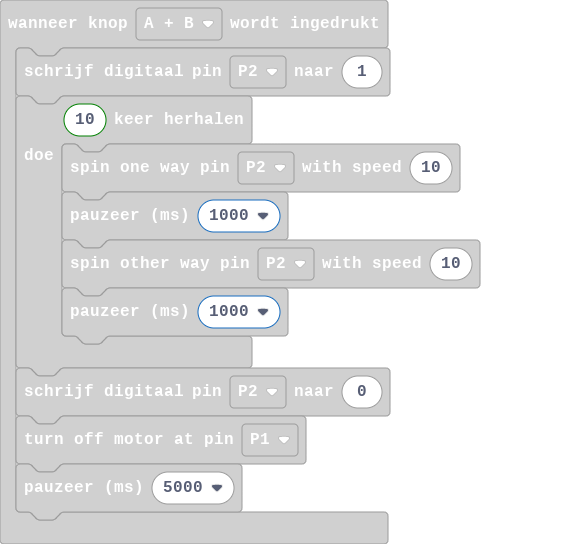 wanneer knop A + B wordt ingedrukt
schrijf digitaal pin P2 naar 1
10 keer herhalen
doe
spin one way pin P2 with speed 10
pauzeer (ms) 1000
spin other way pin P2 with speed 10
pauzeer (ms) 1000
schrijf digitaal pin P2 naar 0
turn off motor at pin P1
pauzeer (ms) 5000